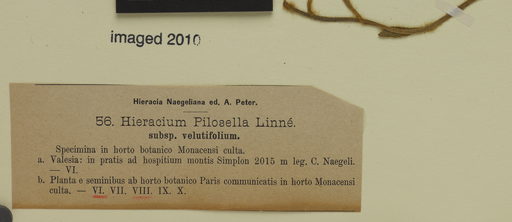 imaged 2010
Hieracia Naegeliana ed. A. Peter.
56. Hieracium Pilosella Linné.
subsp. velutifolium.
Specimina in horto botanico Monacensi culta.
a. Valesia: in pratis ad hospitium montis Simplon 2015 m leg. C. Naegeli.
— VI.
b. Planta e seminibus ab horto botanico Paris communicatis in horto Monacensi
culta. — VI. VII. VIII. IX. X.